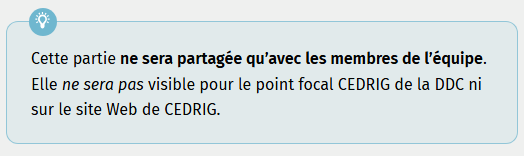 Cette partie ne sera partagée qu’avec les membres de l’équipe.
Elle ne sera pas visible pour le point focal CEDRIG de la DDC ni
sur le site Web de CEDRIG.